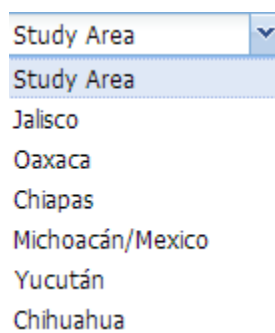 Study Area
Study Area
Jalisco
Oaxaca
Chiapas
Michoacán/Mexico
Yucután
Chihuahua